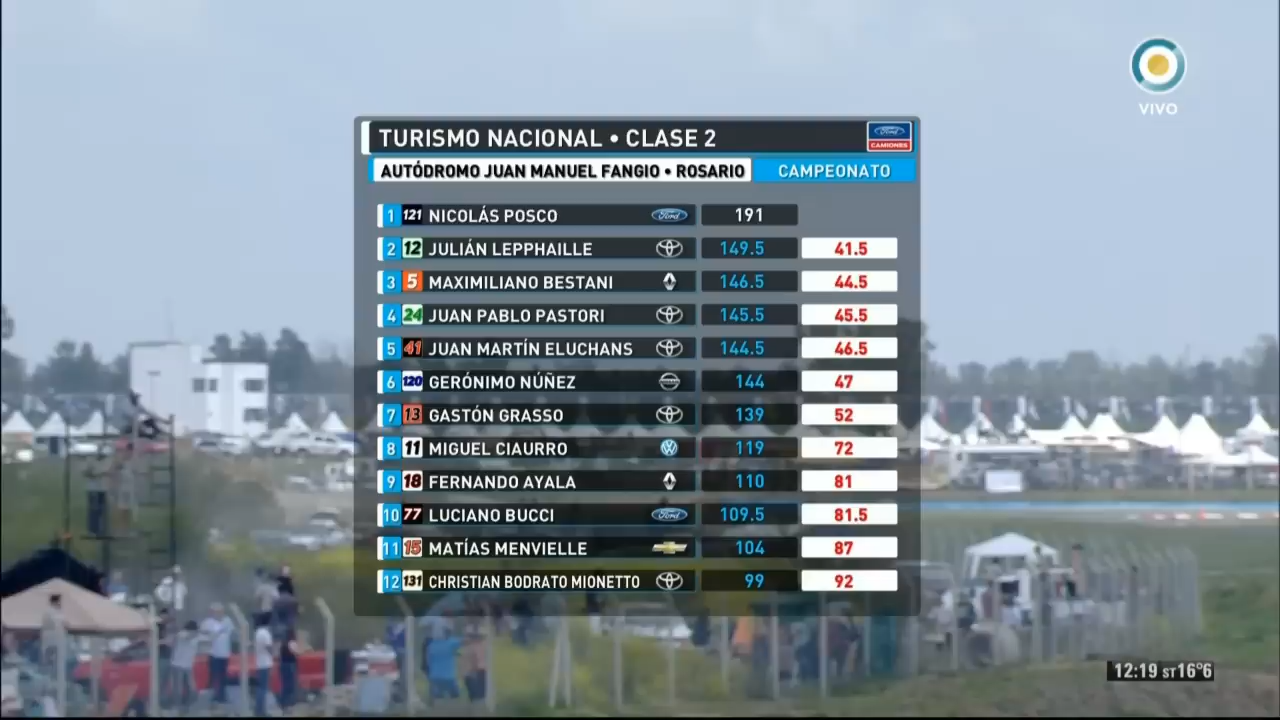 VIVO
TURISMO NACIONAL • CLASE 2
Ford
CAMIONES
AUTÓDROMO JUAN MANUEL FANGIO • ROSARIO CAMPEONATO
1 121 NICOLÁS POSCO Ford 191
2 12 JULIÁN LEPPHAILLE 149.5 41.5
3 5 MAXIMILIANO BESTANI 146.5 44.5
4 24 JUAN PABLO PASTORI 145.5 45.5
5 41 JUAN MARTÍN ELUCHANS 144.5 46.5
6 120 GERÓNIMO NÚÑEZ 144 47
7 13 GASTÓN GRASSO 139 52
8 11 MIGUEL CIAURRO 119 72
9 18 FERNANDO AYALA 110 81
10 77 LUCIANO BUCCI Ford 109.5 81.5
11 15 MATÍAS MENVIELLE 104 87
12 131 CHRISTIAN BODRATO MIONETTO 99 92
12:19 ST 16°6